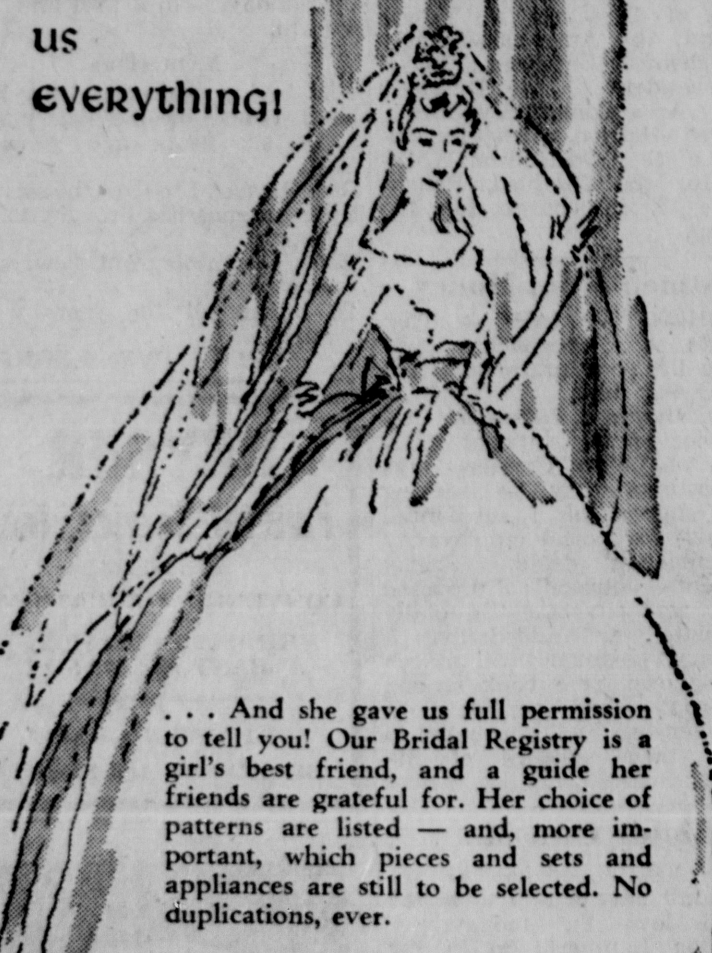 us
everything!
. . . And she gave us full permission
to tell you! Our Bridal Registry is a
girl's best friend, and a guide her
friends are grateful for. Her choice of
patterns are listed — and, more im-
portant, which pieces and sets and
appliances are still to be selected. No
duplications, ever.